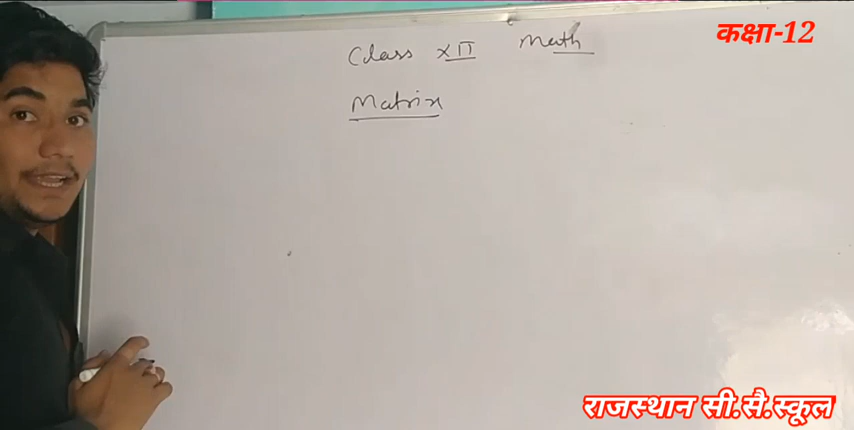 Class XII Math
कक्षा-12
Matrix
राजस्थान सी.सै.स्कूल